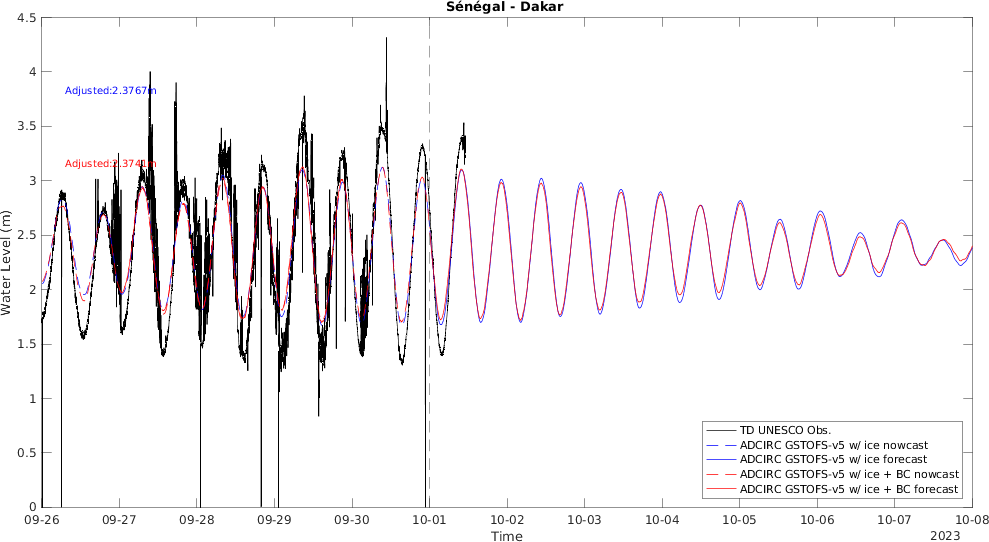 Sénégal - Dakar
4.5
4
3.5
3
2.5
2
1.5
1
0.5
0
Water Level (m)
Adjusted:2.3767m
Adjusted:2.3741m
TD UNESCO Obs.
ADCIRC GSTOFS-v5 w/ ice nowcast
ADCIRC GSTOFS-v5 w/ ice forecast
ADCIRC GSTOFS-v5 w/ ice + BC nowcast
ADCIRC GSTOFS-v5 w/ ice + BC forecast
09-26 09-27 09-28 09-29 09-30 10-01 10-02 10-03 10-04 10-05 10-06 10-07 10-08
Time
2023